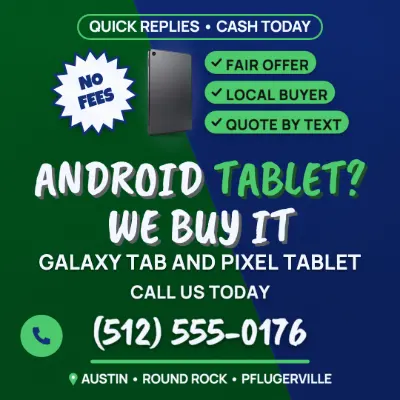 QUICK REPLIES • CASH TODAY
NO
FEES
FAIR OFFER
LOCAL BUYER
QUOTE BY TEXT
ANDROID TABLET?
WE BUY IT
GALAXY TAB AND PIXEL TABLET
CALL US TODAY
(512) 555-0176
AUSTIN • ROUND ROCK • PFLUGERVILLE